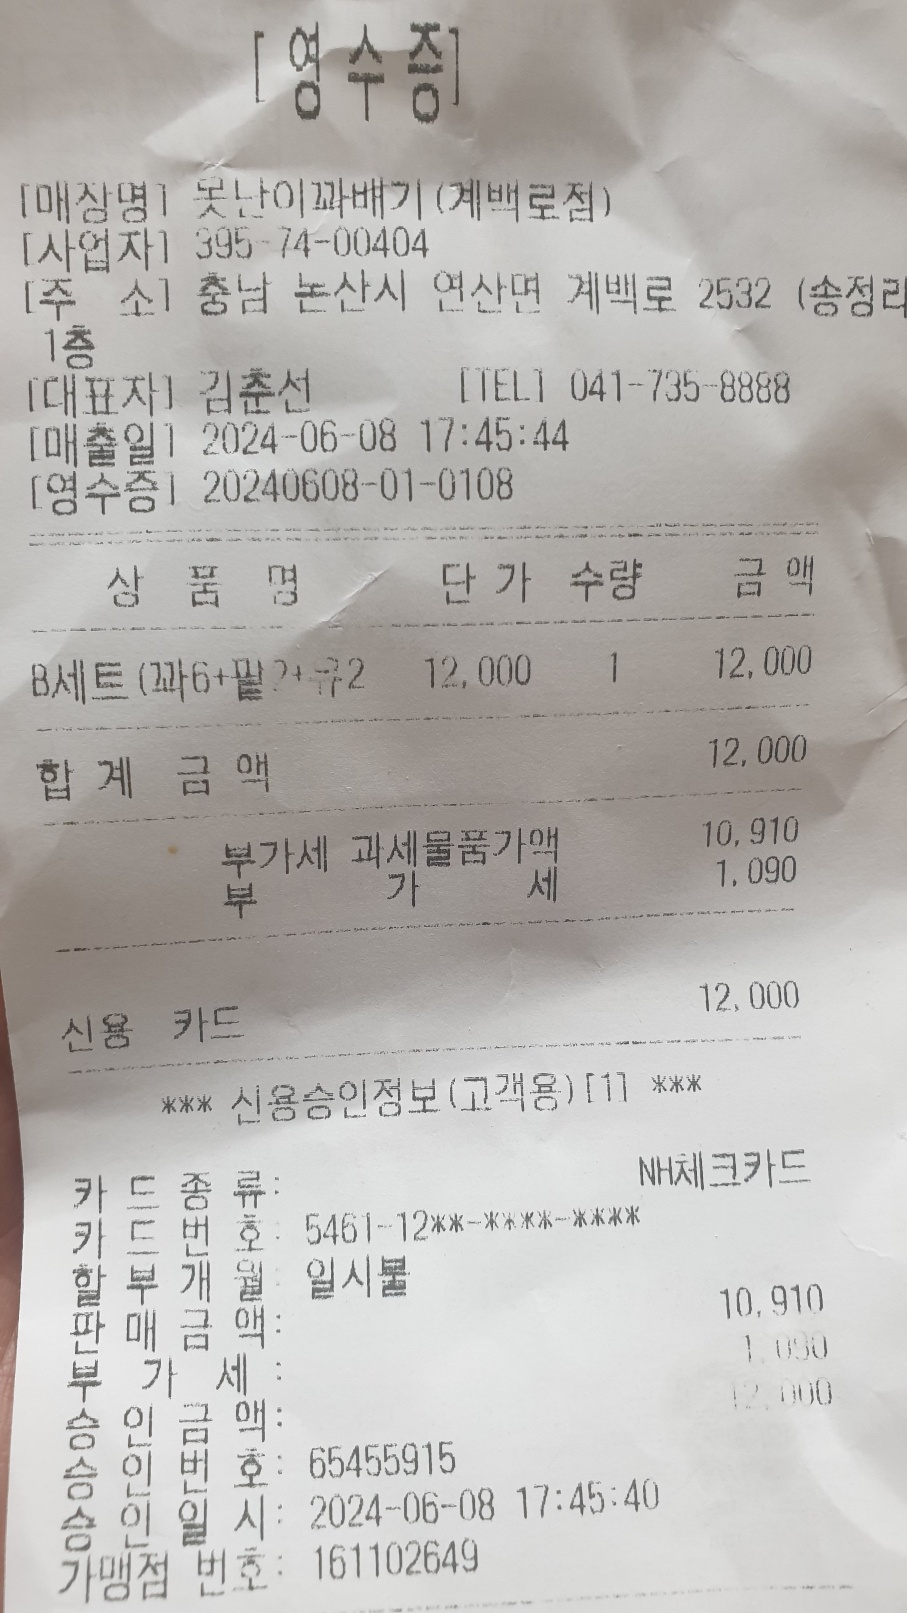 [영수증]
[매장명] 못난이꽈배기(계백로점)
[사업자] 395-74-00404
[주 소] 충남 논산시 연산면 계백로 2532 (송정리
1층
[대표자] 김춘선 [TEL] 041-735-8888
[매출일] 2024-06-08 17:45:44
[영수증] 20240608-01-0108
상 품 명 단 가 수량 금 액
B세트(꽈6+팥2+규2 12,000 1 12,000
합 계 금 액 12,000
부가세 과세물품가액 10,910
부 가 세 1,090
신용 카드 12,000
*** 신용승인정보(고객용)[1] ***
카 드 종 류: NH체크카드
카 드 번 호: 5461-12**-****-****
할 부 개 월: 일시불
판 매 금 액: 10,910
부 가 세 : 1,090
승 인 금 액: 12,000
승 인 번 호: 65455915
승 인 일 시: 2024-06-08 17:45:40
가맹점 번호: 161102649